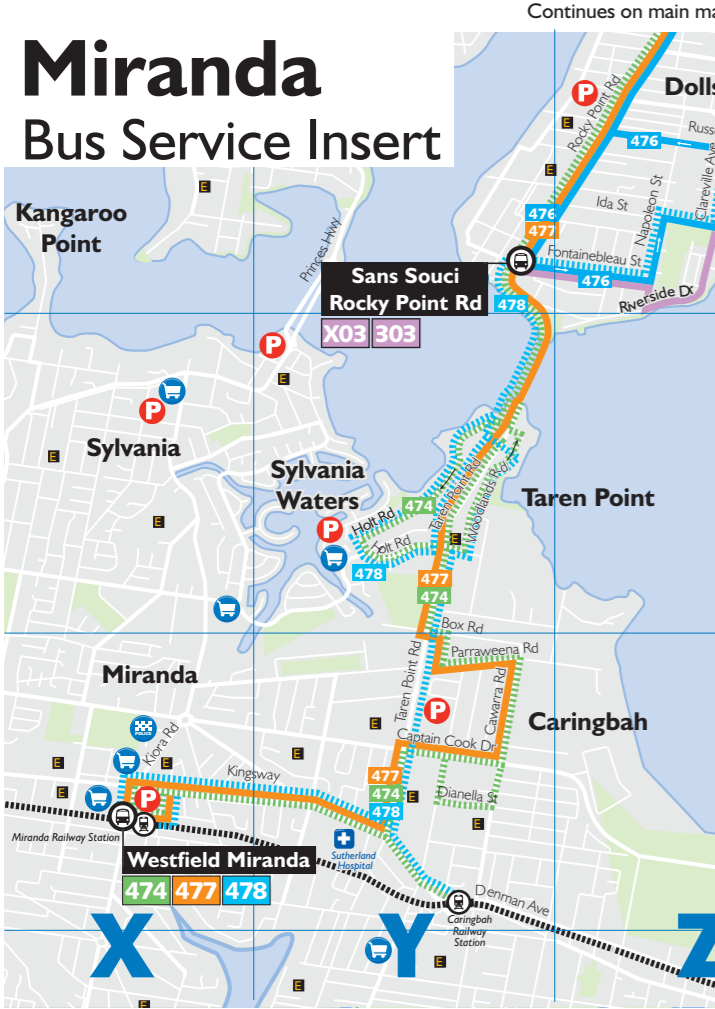 Continues on main ma
Miranda
Bus Service Insert
P
Dolls
E
Rocky Point Rd
Russ
476
Clareville Ave
E
E
Kangaroo
Point
Ida St
Napoleon St
476
477
Princes Hwy
Fontainebleau St
Sans Souci
Rocky Point Rd
476
Riverside Dr
478
X03 303
P
E
P
Sylvania
E
Sylvania
Waters
Taren Point Rd
Woodlands Rd
Taren Point
474
Holt Rd
E
P
Tolt Rd
E
478
477
474
Box Rd
Parraweena Rd
Miranda
Taren Point Rd
Cawarra Rd
P
Caringbah
POLICE
Kiora Rd
E
Captain Cook Dr
E
E
E
Kingsway
477
474
478
E
P
E
Dianella St
E
Miranda Railway Station
Sutherland
Hospital
Westfield Miranda
474 477 478
Denman Ave
Caringbah
Railway
Station
X
Y
Z
E
E
E